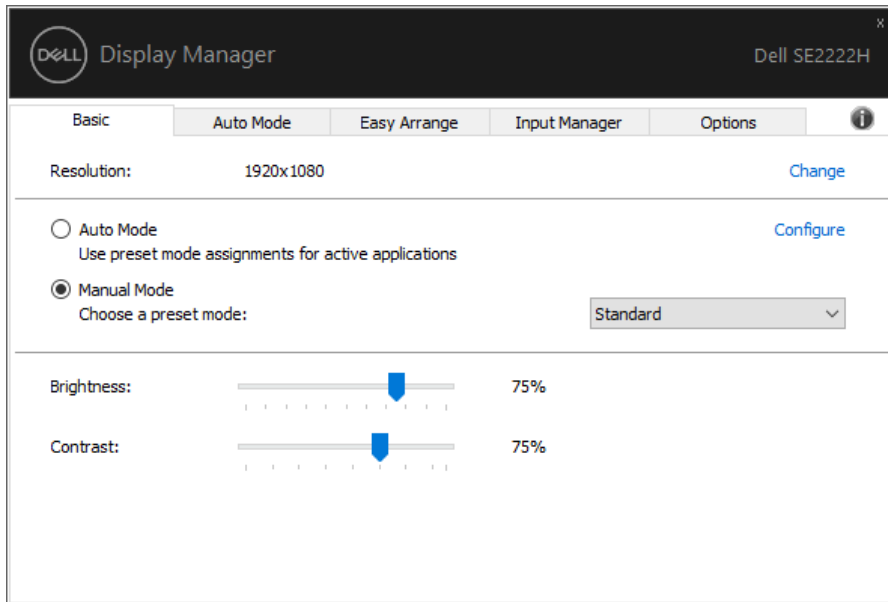 x
DELL Display Manager Dell SE2222H
Basic Auto Mode Easy Arrange Input Manager Options i
Resolution: 1920x1080 Change
Auto Mode Configure
Use preset mode assignments for active applications
Manual Mode
Choose a preset mode: Standard
Brightness: 75%
Contrast: 75%